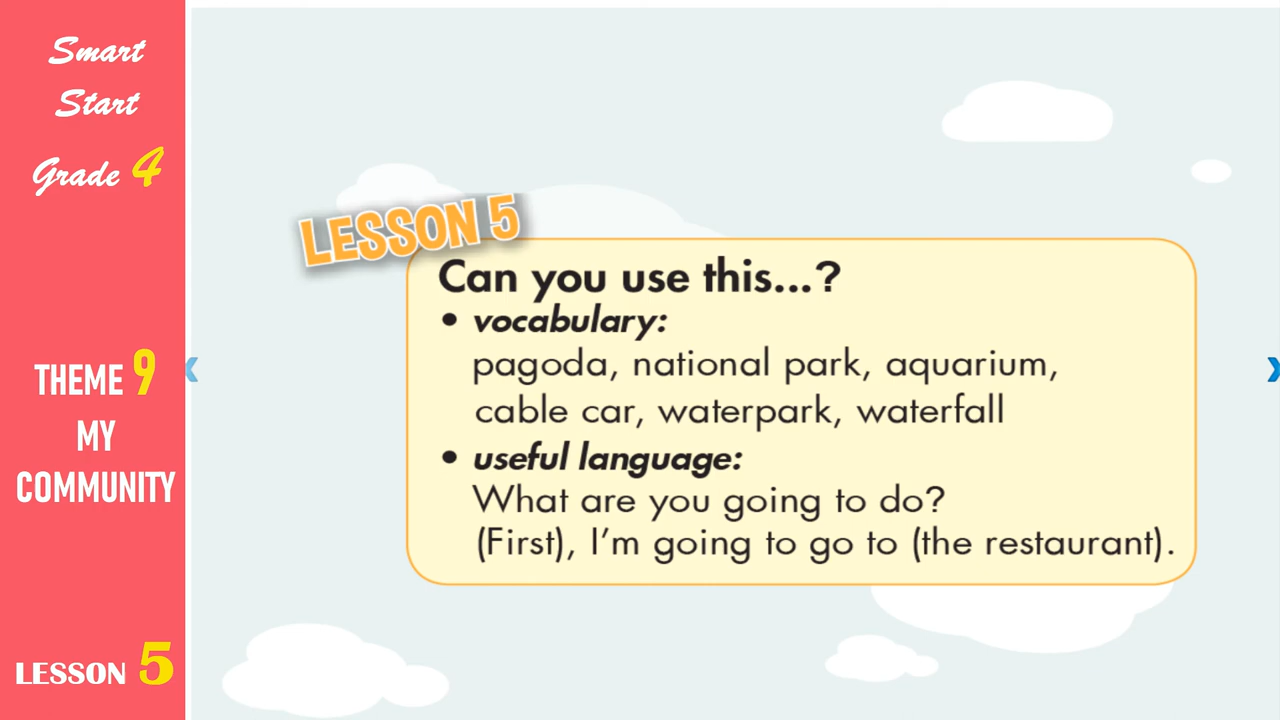 Smart
Start
Grade 4
THEME 9
MY
COMMUNITY
LESSON 5
LESSON 5
Can you use this...?
• vocabulary:
pagoda, national park, aquarium,
cable car, waterpark, waterfall
• useful language:
What are you going to do?
(First), I'm going to go to (the restaurant).